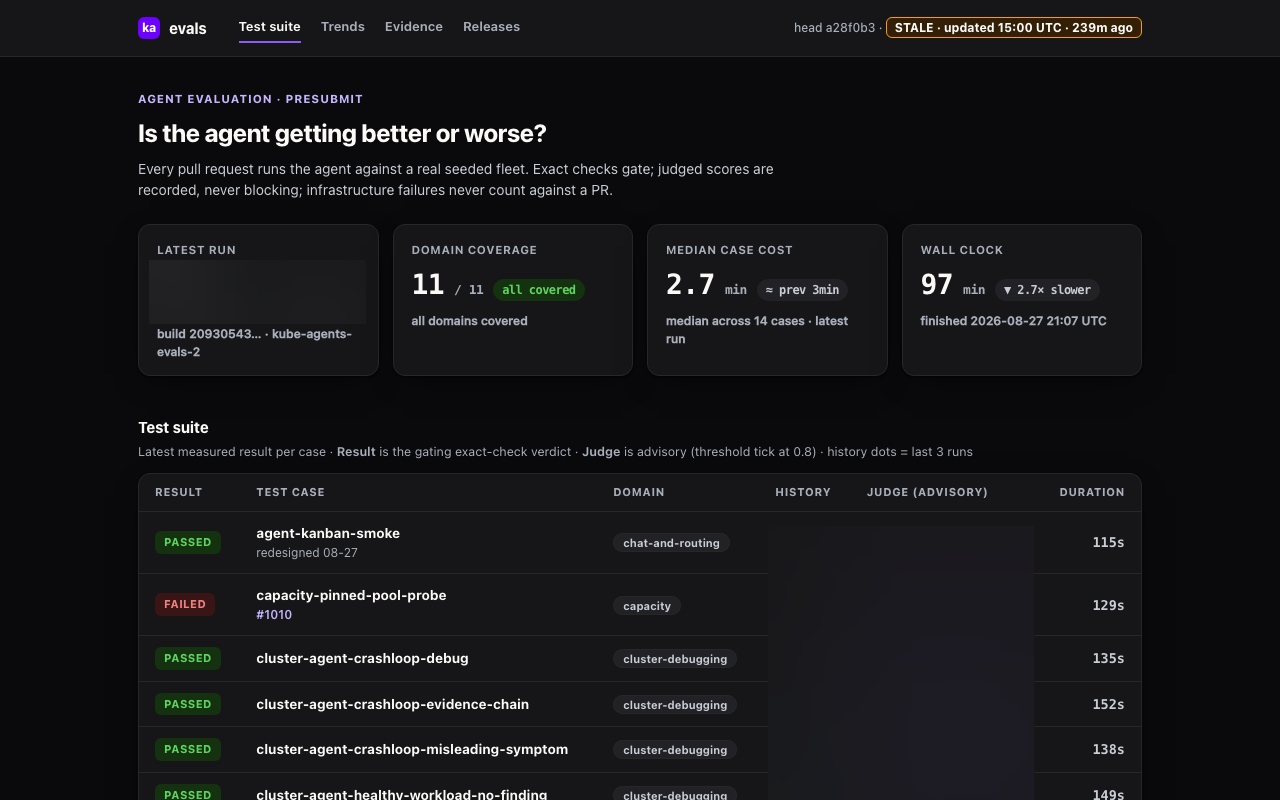 ka evals Test suite Trends Evidence Releases head a28f0b3 · STALE · updated 15:00 UTC · 239m ago
AGENT EVALUATION · PRESUBMIT
Is the agent getting better or worse?
Every pull request runs the agent against a real seeded fleet. Exact checks gate; judged scores are
recorded, never blocking; infrastructure failures never count against a PR.
LATEST RUN
build 20930543… · kube-agents-
evals-2
DOMAIN COVERAGE
11 / 11 all covered
all domains covered
MEDIAN CASE COST
2.7 min ≈ prev 3min
median across 14 cases · latest
run
WALL CLOCK
97 min ▼ 2.7× slower
finished 2026-08-27 21:07 UTC
Test suite
Latest measured result per case · Result is the gating exact-check verdict · Judge is advisory (threshold tick at 0.8) · history dots = last 3 runs
RESULT TEST CASE DOMAIN HISTORY JUDGE (ADVISORY) DURATION
PASSED agent-kanban-smoke chat-and-routing 115s
redesigned 08-27
FAILED capacity-pinned-pool-probe capacity 129s
#1010
PASSED cluster-agent-crashloop-debug cluster-debugging 135s
PASSED cluster-agent-crashloop-evidence-chain cluster-debugging 152s
PASSED cluster-agent-crashloop-misleading-symptom cluster-debugging 138s
PASSED cluster-agent-healthy-workload-no-finding cluster-debugging 149s